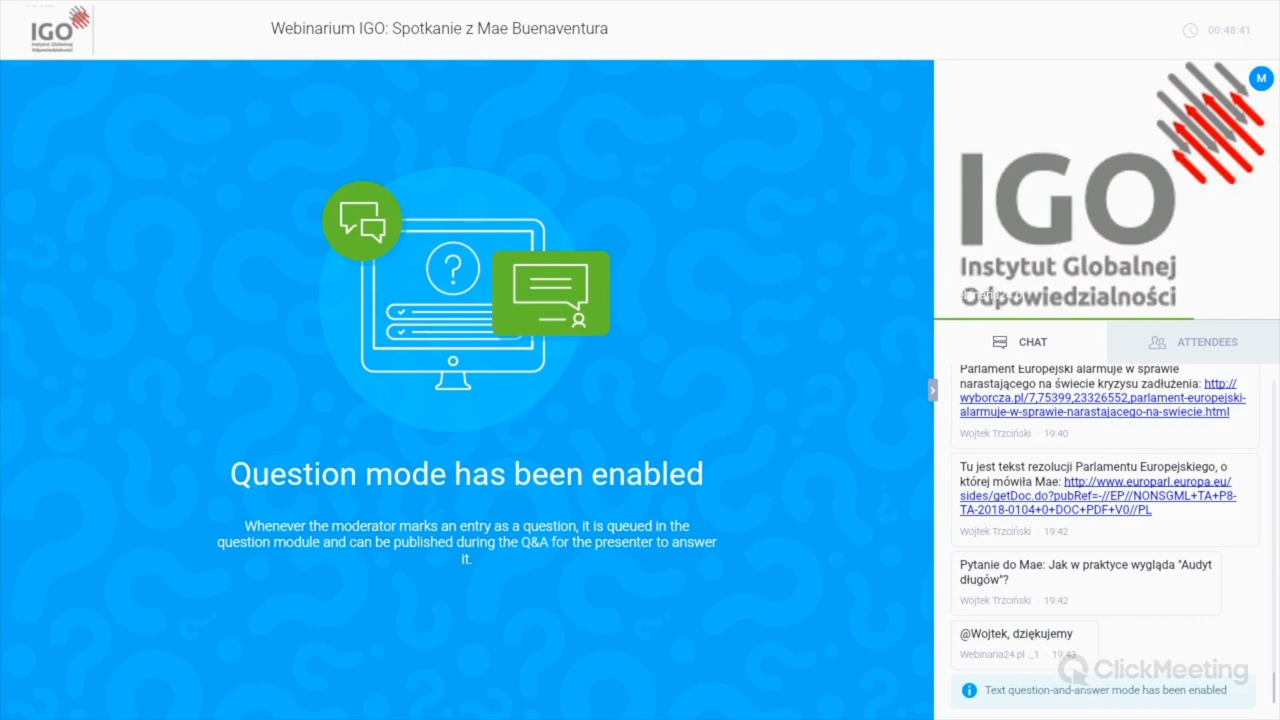 IGO
Instytut Globalnej
Odpowiedzialności
Webinarium IGO: Spotkanie z Mae Buenaventura
00:48:41
M
IGO
Instytut Globalnej
Odpowiedzialności
CHAT
ATTENDEES
Parlament Europejski alarmuje w sprawie
narastającego na świecie kryzysu zadłużenia: http://
wyborcza.pl/7,75399,23326552,parlament-europejski-
alarmuje-w-sprawie-narastajacego-na-swiecie.html
Wojtek Trzciński 19:40
Tu jest tekst rezolucji Parlamentu Europejskiego, o
której mówiła Mae: http://www.europarl.europa.eu/
sides/getDoc.do?pubRef=-//EP//NONSGML+TA+P8-
TA-2018-0104+0+DOC+PDF+V0//PL
Wojtek Trzciński 19:42
Pytanie do Mae: Jak w praktyce wygląda "Audyt
długów"?
Wojtek Trzciński 19:42
@Wojtek, dziękujemy
Webinaria24.pl ._1 19:43
ClickMeeting
Text question-and-answer mode has been enabled
?
Question mode has been enabled
Whenever the moderator marks an entry as a question, it is queued in the
question module and can be published during the Q&A for the presenter to answer
it.